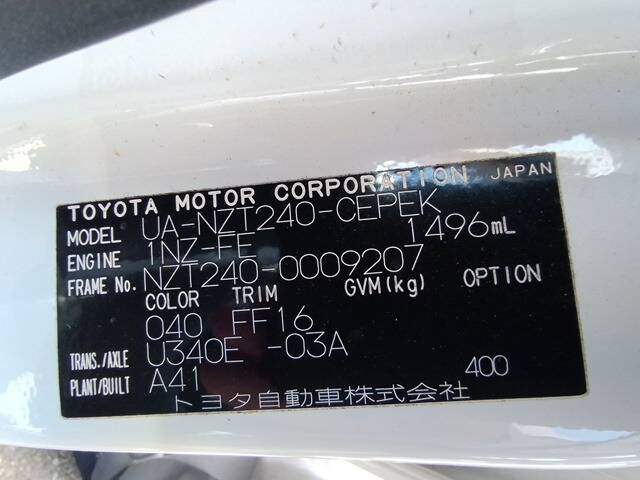 TOYOTA MOTOR CORPORATION JAPAN
MODEL UA-NZT240-CEPEK
ENGINE 1NZ-FE 1496mL
FRAME No. NZT240-0009207
COLOR TRIM GVM(kg) OPTION
040 FF16
TRANS./AXLE U340E -03A
PLANT/BUILT A41 400
トヨタ自動車株式会社